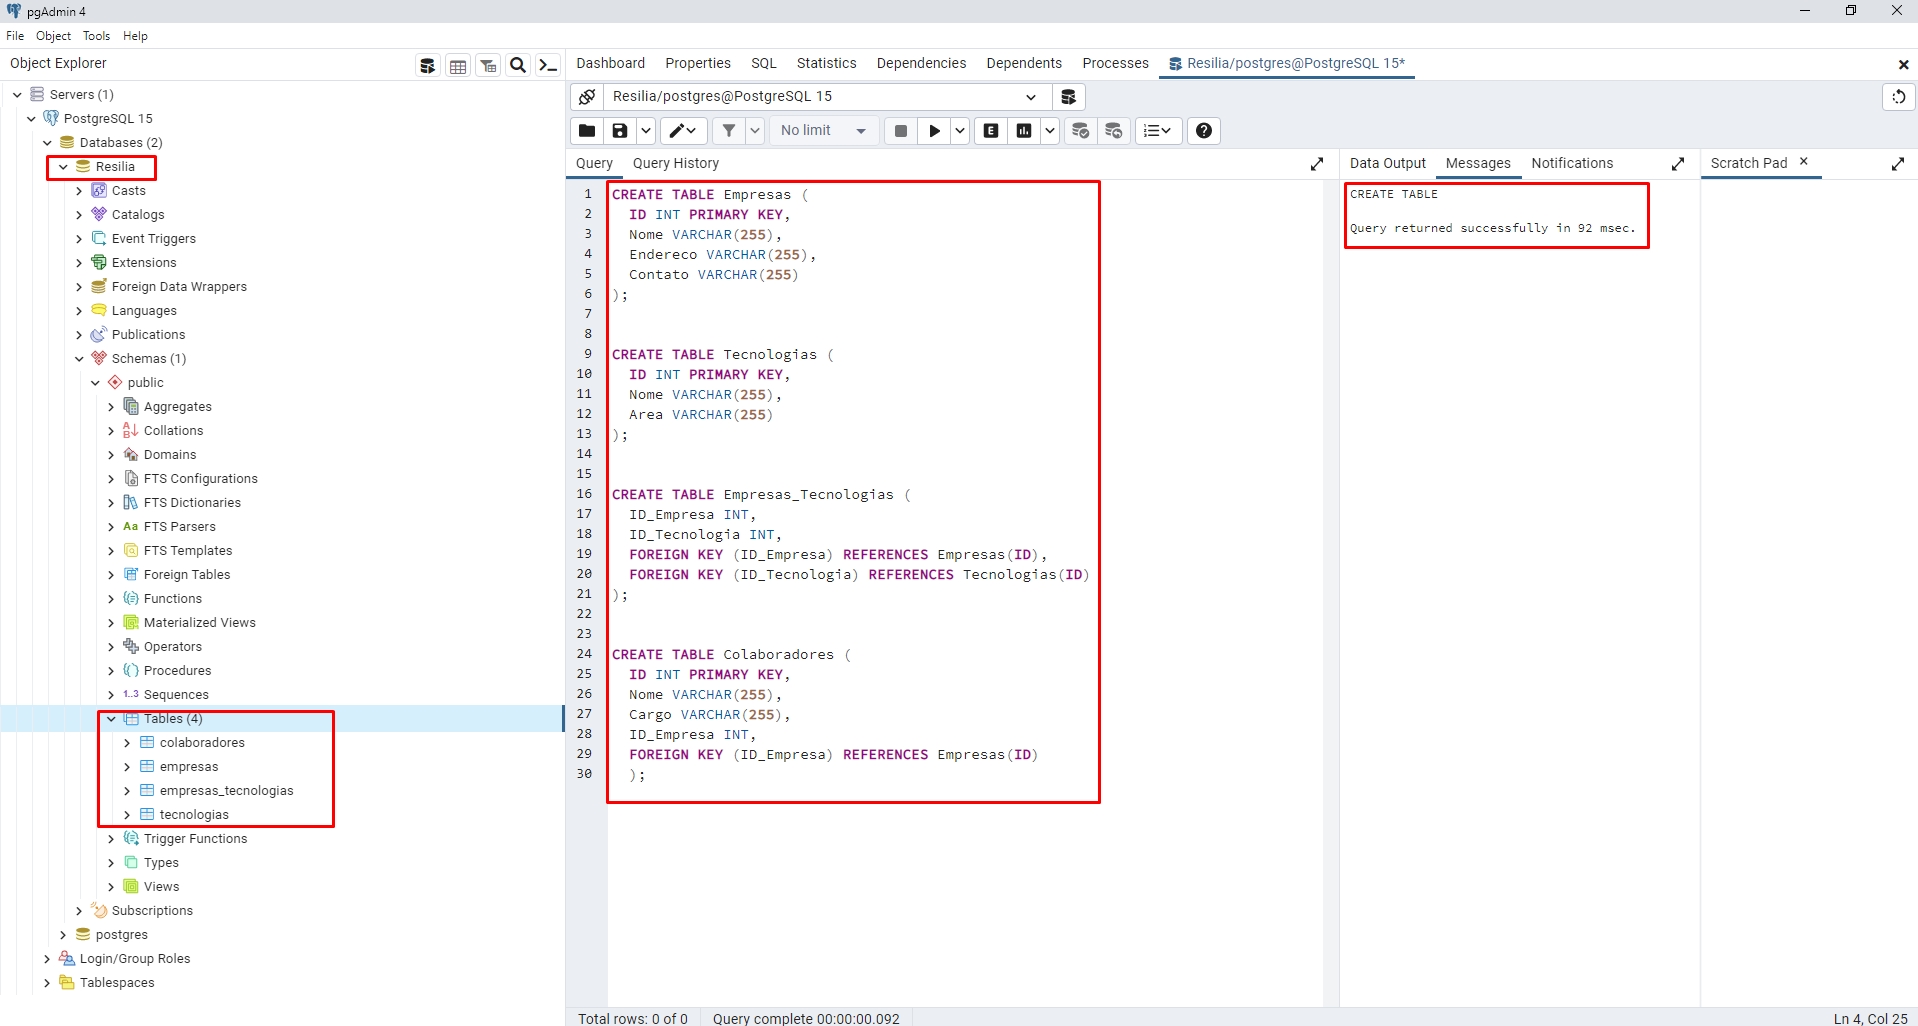 pgAdmin 4
File Object Tools Help
Object Explorer
Servers (1)
PostgreSQL 15
Databases (2)
Resilia
Casts
Catalogs
Event Triggers
Extensions
Foreign Data Wrappers
Languages
Publications
Schemas (1)
public
Aggregates
Collations
Domains
FTS Configurations
FTS Dictionaries
Aa FTS Parsers
FTS Templates
Foreign Tables
Functions
Materialized Views
Operators
Procedures
1..3 Sequences
Tables (4)
colaboradores
empresas
empresas_tecnologias
tecnologias
Trigger Functions
Types
Views
Subscriptions
postgres
Login/Group Roles
Tablespaces
Dashboard Properties SQL Statistics Dependencies Dependents Processes Resilia/postgres@PostgreSQL 15*
Resilia/postgres@PostgreSQL 15
No limit
E
Query Query History
1 CREATE TABLE Empresas (
2 ID INT PRIMARY KEY,
3 Nome VARCHAR(255),
4 Endereco VARCHAR(255),
5 Contato VARCHAR(255)
6 );
7
8
9 CREATE TABLE Tecnologias (
10 ID INT PRIMARY KEY,
11 Nome VARCHAR(255),
12 Area VARCHAR(255)
13 );
14
15
16 CREATE TABLE Empresas_Tecnologias (
17 ID_Empresa INT,
18 ID_Tecnologia INT,
19 FOREIGN KEY (ID_Empresa) REFERENCES Empresas(ID),
20 FOREIGN KEY (ID_Tecnologia) REFERENCES Tecnologias(ID)
21 );
22
23
24 CREATE TABLE Colaboradores (
25 ID INT PRIMARY KEY,
26 Nome VARCHAR(255),
27 Cargo VARCHAR(255),
28 ID_Empresa INT,
29 FOREIGN KEY (ID_Empresa) REFERENCES Empresas(ID)
30 );
Data Output Messages Notifications
CREATE TABLE
Query returned successfully in 92 msec.
Scratch Pad
Total rows: 0 of 0 Query complete 00:00:00.092
Ln 4, Col 25